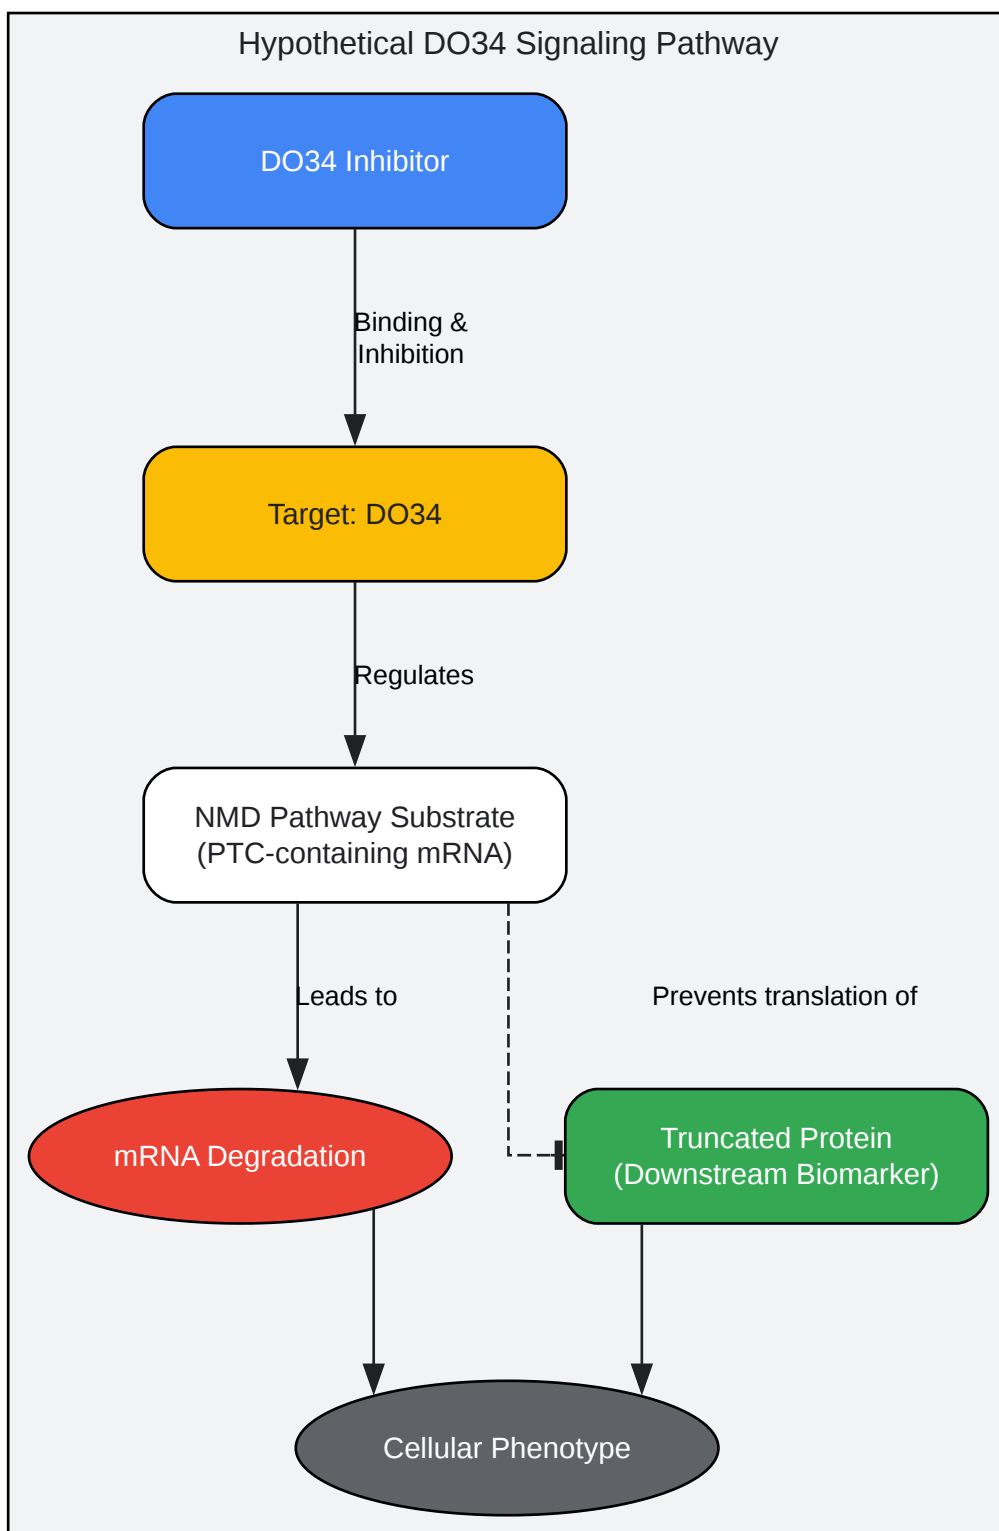 Hypothetical DO34 Signaling Pathway
DO34 Inhibitor
Binding &
Inhibition
Target: DO34
Regulates
NMD Pathway Substrate
(PTC-containing mRNA)
Leads to
Prevents translation of
mRNA Degradation
Truncated Protein
(Downstream Biomarker)
Cellular Phenotype